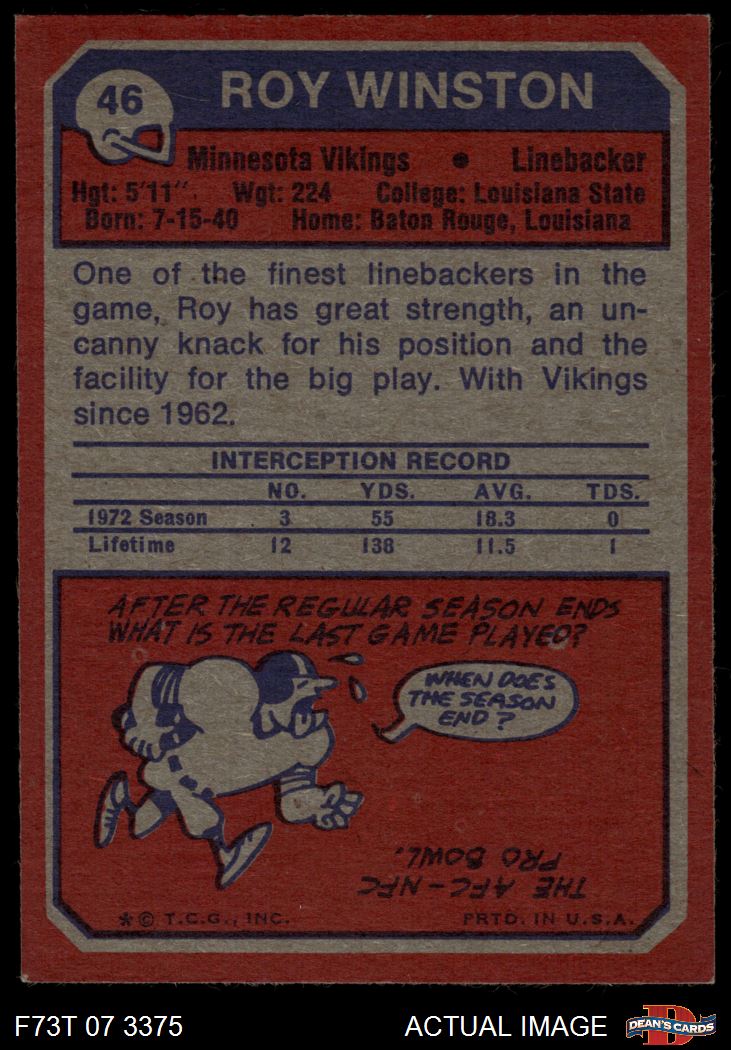 46
ROY WINSTON
Minnesota Vikings • Linebacker
Hgt: 5'11" Wgt: 224 College: Louisiana State
Born: 7-15-40 Home: Baton Rouge, Louisiana
One of the finest linebackers in the
game, Roy has great strength, an un-
canny knack for his position and the
facility for the big play. With Vikings
since 1962.
INTERCEPTION RECORD
NO. YDS. AVG. TDS.
1972 Season 3 55 18.3 0
Lifetime 12 138 11.5 1
AFTER THE REGULAR SEASON ENDS
WHAT IS THE LAST GAME PLAYED?
WHEN DOES
THE SEASON
END?
THE AFC-NFC
PRO BOWL.
* © T.C.G., INC. PRTD. IN U.S.A.
F73T 07 3375 ACTUAL IMAGE DEAN'S CARDS